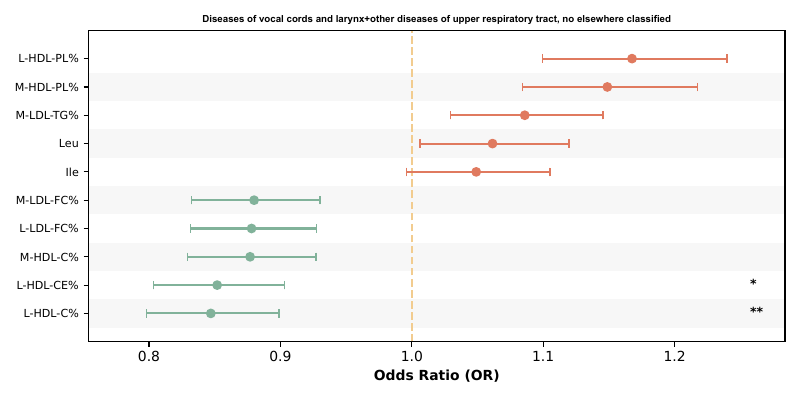 Diseases of vocal cords and larynx+other diseases of upper respiratory tract, no elsewhere classified
L-HDL-PL%
M-HDL-PL%
M-LDL-TG%
Leu
Ile
M-LDL-FC%
L-LDL-FC%
M-HDL-C%
L-HDL-CE% *
L-HDL-C% **
0.8 0.9 1.0 1.1 1.2
Odds Ratio (OR)